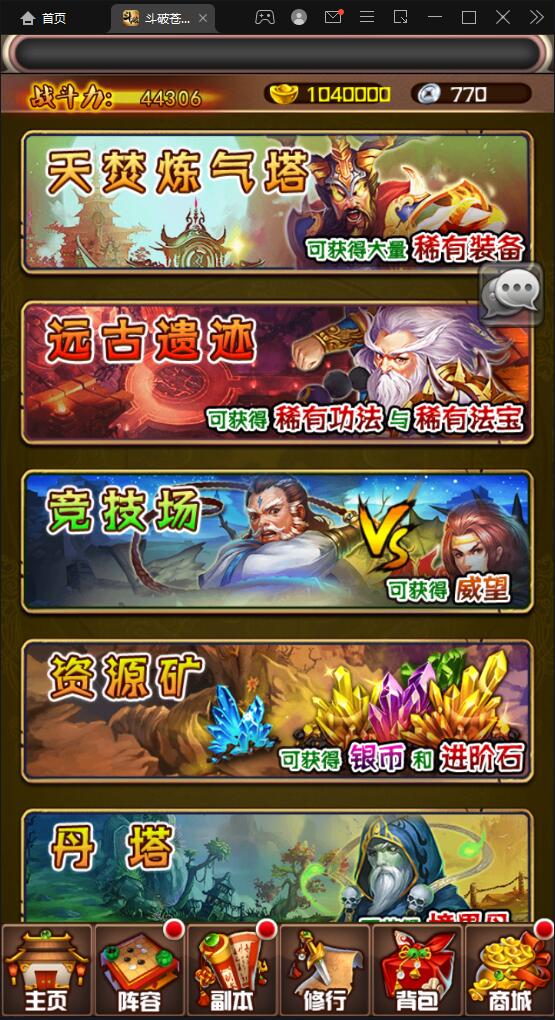 首页
斗破苍...
战斗力: 44306
1040000
770
天焚炼气塔
可获得大量 稀有装备
远古遗迹
可获得 稀有功法 与 稀有法宝
竞技场
VS
可获得 威望
资源矿
可获得 银币 和 进阶石
丹 塔
主页
阵容
副本
修行
背包
商城